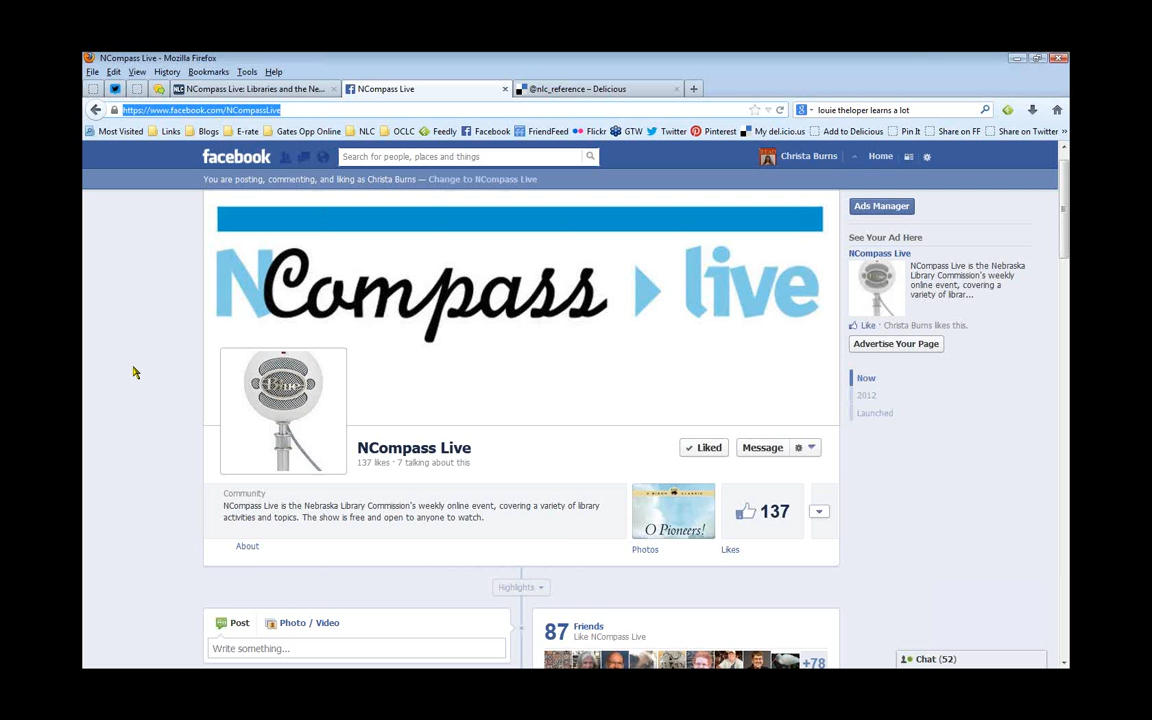 NCompass Live - Mozilla Firefox
File Edit View History Bookmarks Tools Help
NLC NCompass Live: Libraries and the Ne... × NCompass Live × @nlc_reference – Delicious × +
https://www.facebook.com/NCompassLive
louie theloper learns a lot
Most Visited Links Blogs E-rate Gates Opp Online NLC OCLC Feedly Facebook FriendFeed Flickr GTW Twitter Pinterest My del.icio.us Add to Delicious Pin It Share on FF Share on Twitter »
facebook Search for people, places and things Christa Burns Home
You are posting, commenting, and liking as Christa Burns — Change to NCompass Live
NCompass live
Blue
NCompass Live
137 likes · 7 talking about this
Liked Message
Community
NCompass Live is the Nebraska Library Commission's weekly online event, covering a variety of library
activities and topics. The show is free and open to anyone to watch.
About
O Pioneers!
Photos
137
Likes
Highlights
Post Photo / Video
Write something...
87 Friends
Like NCompass Live
+78
Ads Manager
See Your Ad Here
NCompass Live
NCompass Live is the Nebraska
Library Commission's weekly
online event, covering a
variety of librar...
Like · Christa Burns likes this.
Advertise Your Page
Now
2012
Launched
Chat (52)